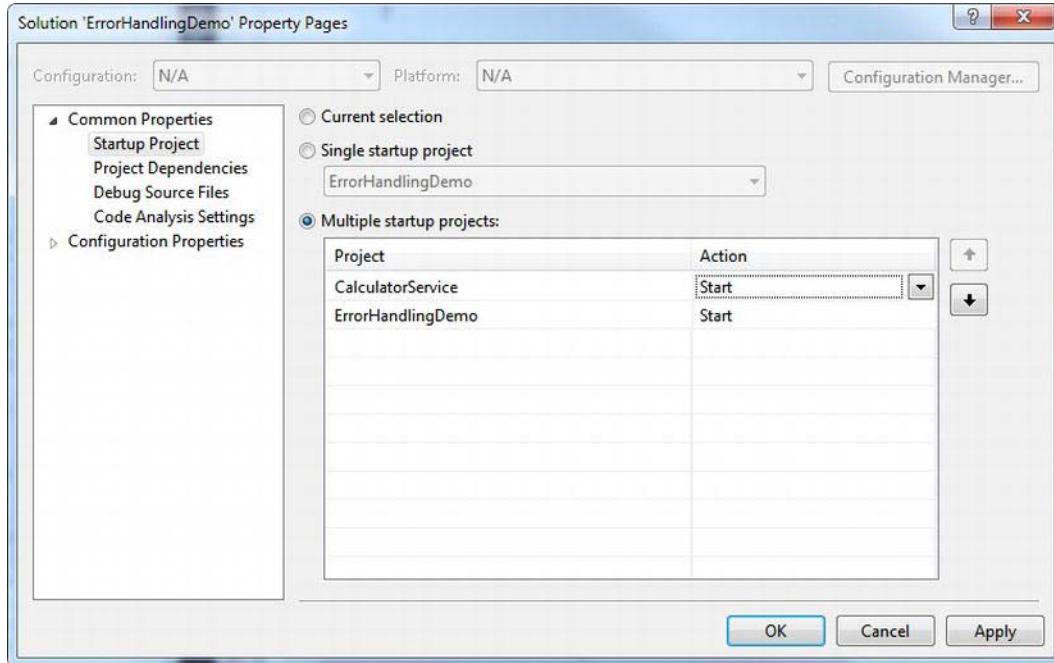 Solution 'ErrorHandlingDemo' Property Pages
Configuration: N/A Platform: N/A Configuration Manager...
Common Properties
Startup Project
Project Dependencies
Debug Source Files
Code Analysis Settings
Configuration Properties
Current selection
Single startup project
ErrorHandlingDemo
Multiple startup projects:
Project Action
CalculatorService Start
ErrorHandlingDemo Start
OK Cancel Apply